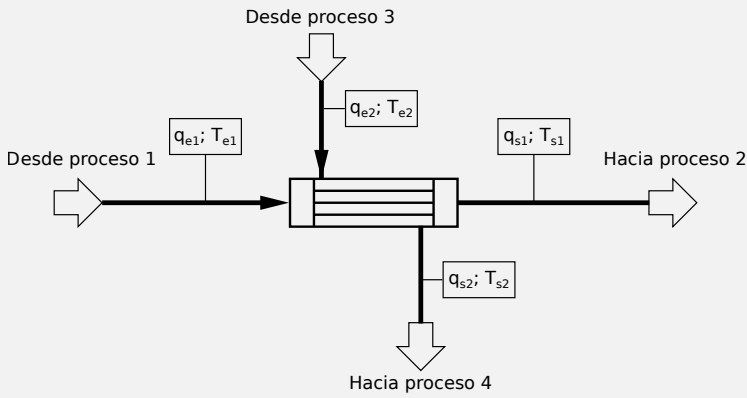 Desde proceso 3
qe2; Te2
qe1; Te1
qs1; Ts1
Desde proceso 1
Hacia proceso 2
qs2; Ts2
Hacia proceso 4